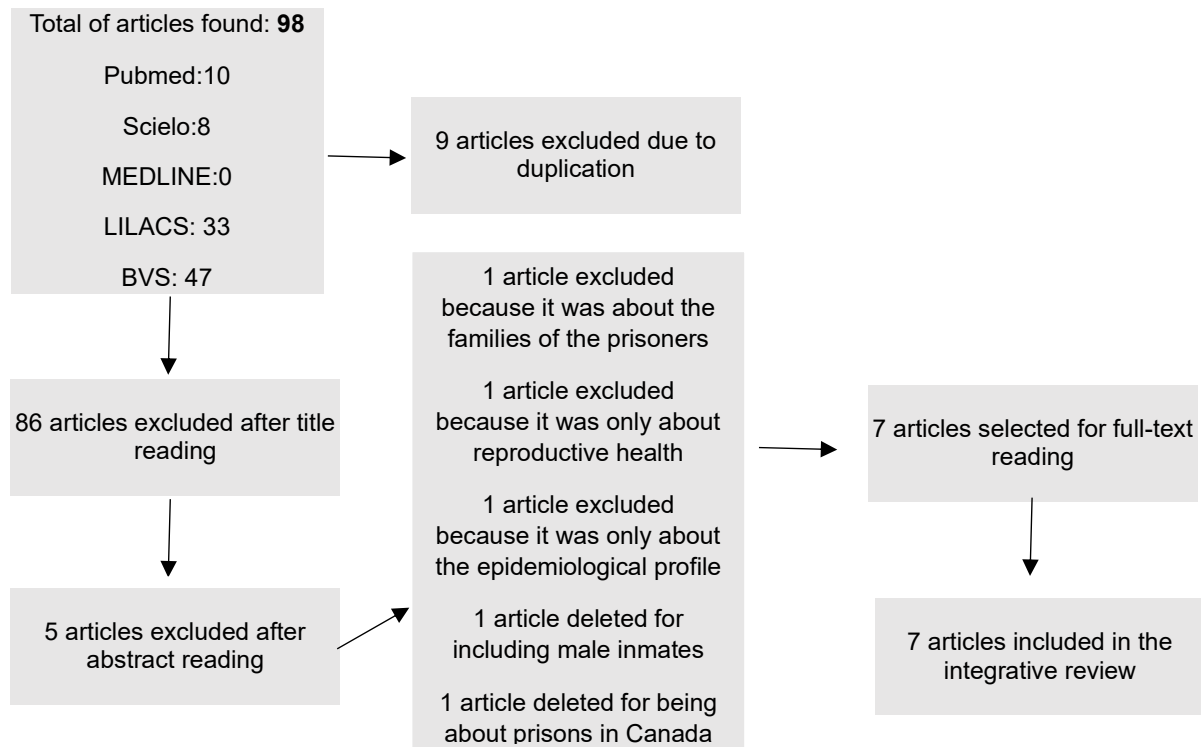 Total of articles found: 98
Pubmed:10
Scielo:8
MEDLINE:0
LILACS: 33
BVS: 47
9 articles excluded due to
duplication
86 articles excluded after title
reading
5 articles excluded after
abstract reading
1 article excluded
because it was about the
families of the prisoners
1 article excluded
because it was only about
reproductive health
1 article excluded
because it was only about
the epidemiological profile
1 article deleted for
including male inmates
1 article deleted for being
about prisons in Canada
7 articles selected for full-text
reading
7 articles included in the
integrative review